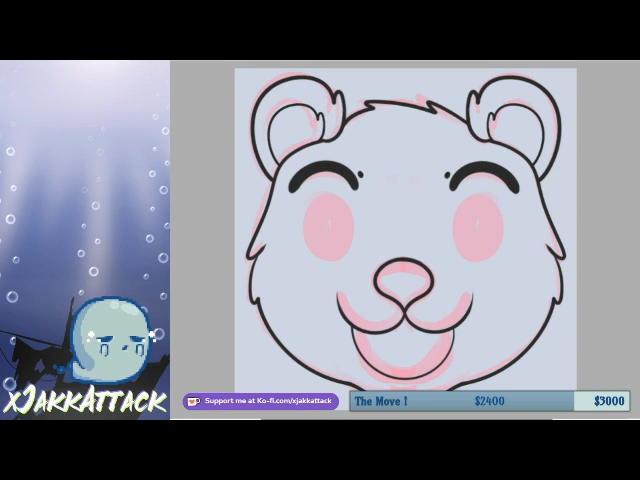 xJakkAttack
Support me at Ko-fi.com/xjakkattack
The Move ! $2400 $3000